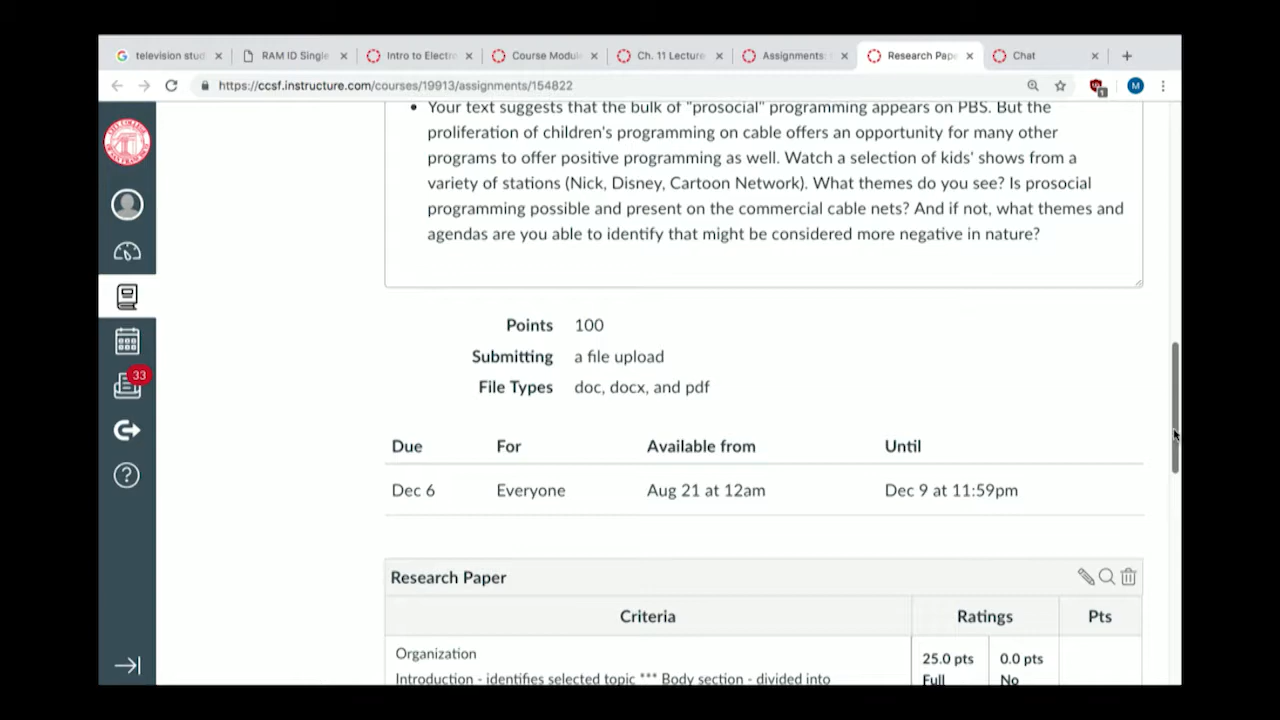 television stud
RAM ID Single
Intro to Electro
Course Module
Ch. 11 Lecture
Assignments:
Research Pape
Chat
https://ccsf.instructure.com/courses/19913/assignments/154822
M
1
33
Your text suggests that the bulk of "prosocial" programming appears on PBS. But the
proliferation of children's programming on cable offers an opportunity for many other
programs to offer positive programming as well. Watch a selection of kids' shows from a
variety of stations (Nick, Disney, Cartoon Network). What themes do you see? Is prosocial
programming possible and present on the commercial cable nets? And if not, what themes and
agendas are you able to identify that might be considered more negative in nature?
Points 100
Submitting a file upload
File Types doc, docx, and pdf
Due For Available from Until
Dec 6 Everyone Aug 21 at 12am Dec 9 at 11:59pm
Research Paper
Criteria Ratings Pts
Organization
25.0 pts 0.0 pts
Introduction - identifies selected topic *** Body section - divided into
Full No